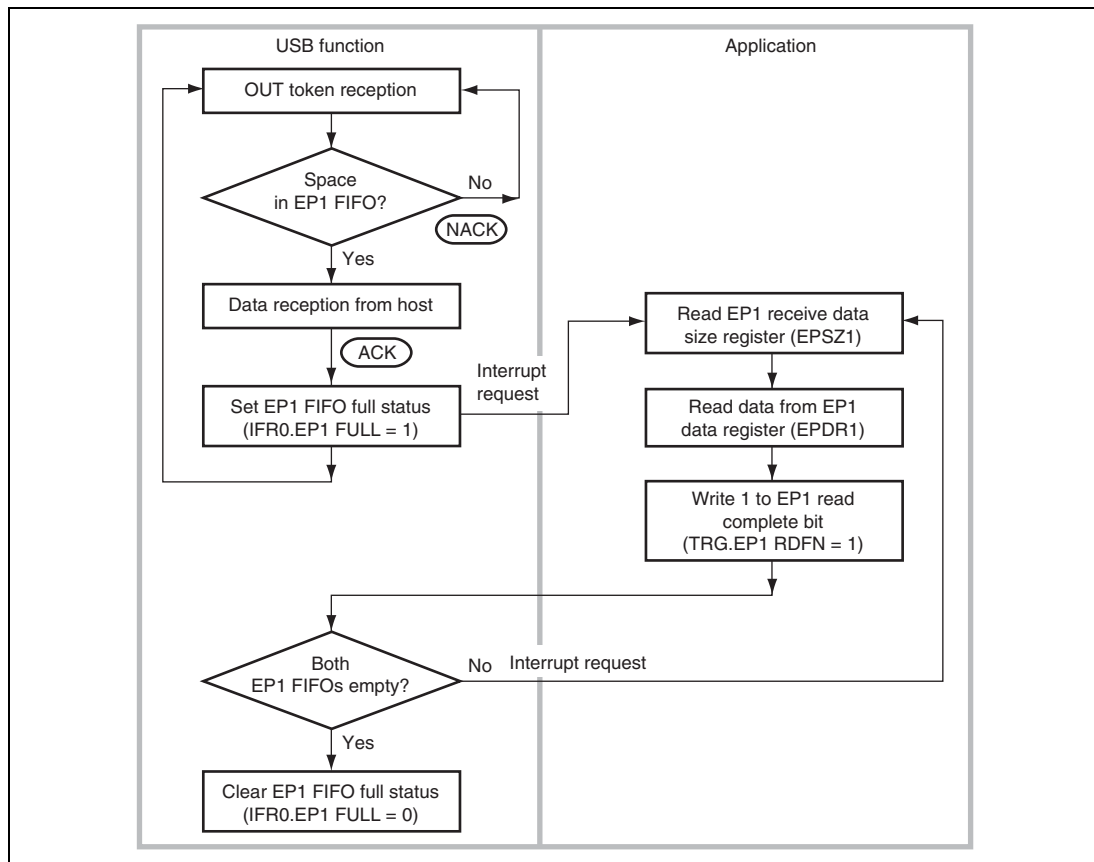 USB function
Application
OUT token reception
Space
in EP1 FIFO?
No
NACK
Yes
Data reception from host
ACK
Set EP1 FIFO full status
(IFR0.EP1 FULL = 1)
Interrupt
request
Read EP1 receive data
size register (EPSZ1)
Read data from EP1
data register (EPDR1)
Write 1 to EP1 read
complete bit
(TRG.EP1 RDFN = 1)
Both
EP1 FIFOs empty?
No
Interrupt request
Yes
Clear EP1 FIFO full status
(IFR0.EP1 FULL = 0)